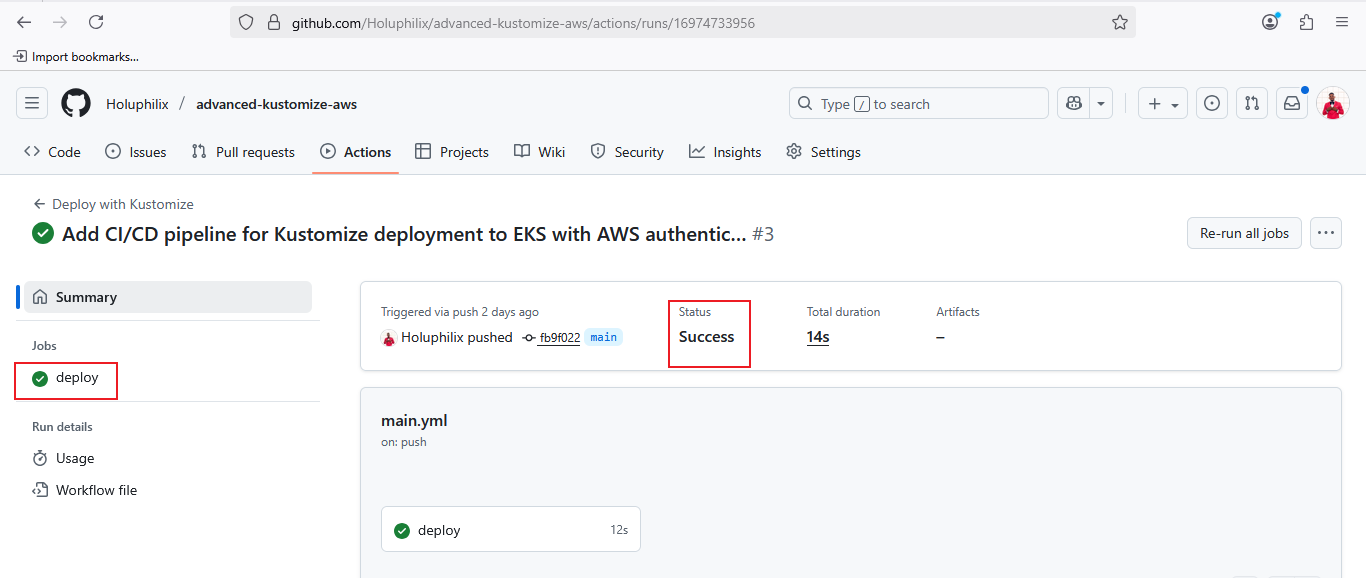 github.com/Holuphilix/advanced-kustomize-aws/actions/runs/16974733956
Import bookmarks...
Holuphilix / advanced-kustomize-aws
Type / to search
Code Issues Pull requests Actions Projects Wiki Security Insights Settings
Deploy with Kustomize
Add CI/CD pipeline for Kustomize deployment to EKS with AWS authentic... #3
Re-run all jobs
Summary
Jobs
deploy
Run details
Usage
Workflow file
Triggered via push 2 days ago
Holuphilix pushed fb9f022 main
Status
Success
Total duration
14s
Artifacts
–
main.yml
on: push
deploy 12s